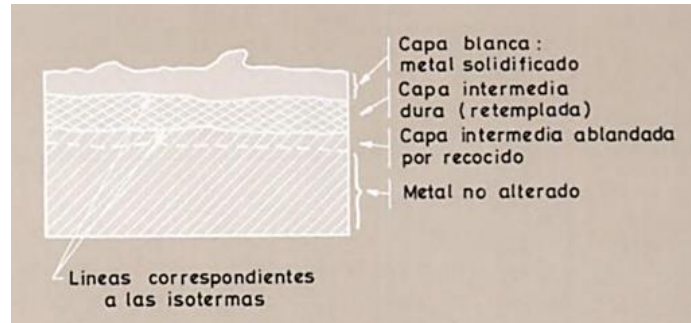 Capa blanca:
metal solidificado
Capa intermedia
dura (retemplada)
Capa intermedia ablandada
por recocido
Metal no alterado
Lineas correspondientes
a las isotermas